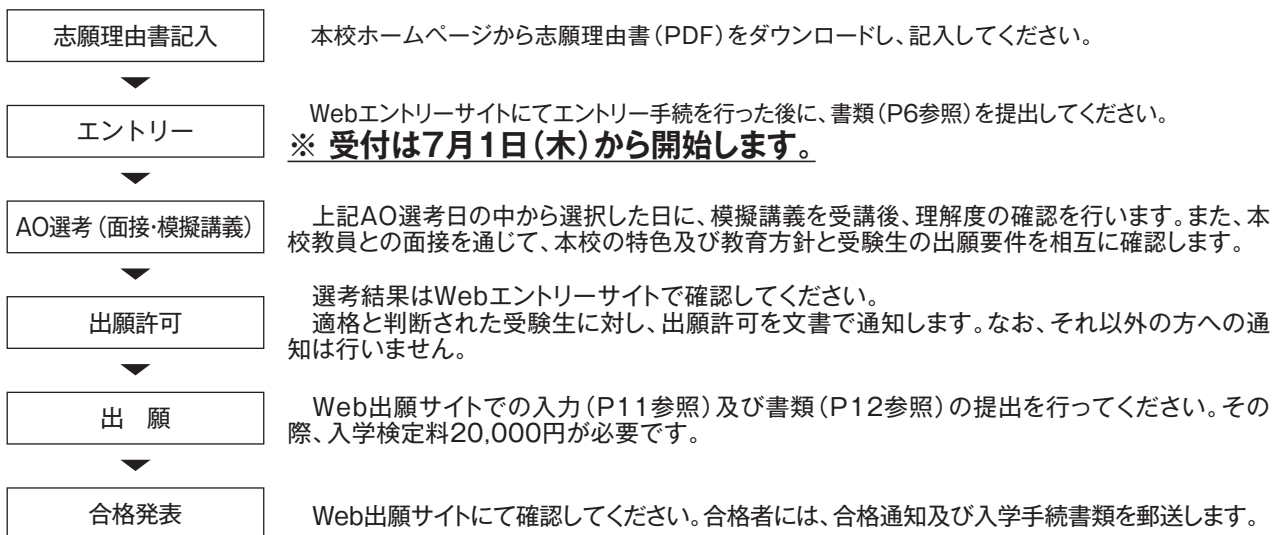 志願理由書記入
本校ホームページから志願理由書(PDF)をダウンロードし、記入してください。
エントリー
Webエントリーサイトにてエントリー手続を行った後に、書類(P6参照)を提出してください。
※ 受付は7月1日(木)から開始します。
AO選考(面接・模擬講義)
上記AO選考日の中から選択した日に、模擬講義を受講後、理解度の確認を行います。また、本
校教員との面接を通じて、本校の特色及び教育方針と受験生の出願要件を相互に確認します。
出願許可
選考結果はWebエントリーサイトで確認してください。
適格と判断された受験生に対し、出願許可を文書で通知します。なお、それ以外の方への通
知は行いません。
出 願
Web出願サイトでの入力(P11参照)及び書類(P12参照)の提出を行ってください。その
際、入学検定料20,000円が必要です。
合格発表
Web出願サイトにて確認してください。合格者には、合格通知及び入学手続書類を郵送します。